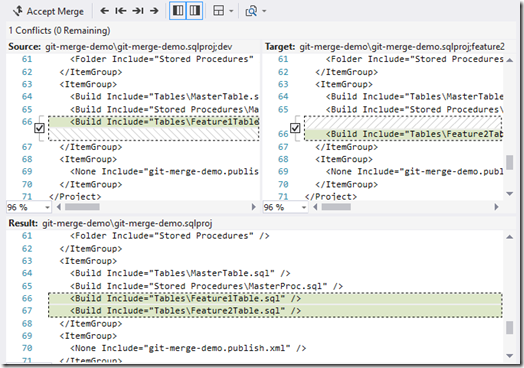 Accept Merge
1 Conflicts (0 Remaining)
Source: git-merge-demo\git-merge-demo.sqlproj;dev
61 <Folder Include="Stored Procedures"
62 </ItemGroup>
63 <ItemGroup>
64 <Build Include="Tables\MasterTable.s
65 <Build Include="Stored Procedures\Ma
66 <Build Include="Tables\Feature1Table
67 </ItemGroup>
68 <ItemGroup>
69 <None Include="git-merge-demo.publis
70 </ItemGroup>
71 </Project>
96 %
Target: git-merge-demo\git-merge-demo.sqlproj;feature2
61 <Folder Include="Stored Procedures"
62 </ItemGroup>
63 <ItemGroup>
64 <Build Include="Tables\MasterTable.
65 <Build Include="Stored Procedures\
66 <Build Include="Tables\Feature2Tab
67 </ItemGroup>
68 <ItemGroup>
69 <None Include="git-merge-demo.publ
70 </ItemGroup>
71 </Project>
96 %
Result: git-merge-demo\git-merge-demo.sqlproj
61 <Folder Include="Stored Procedures" />
62 </ItemGroup>
63 <ItemGroup>
64 <Build Include="Tables\MasterTable.sql" />
65 <Build Include="Stored Procedures\MasterProc.sql" />
66 <Build Include="Tables\Feature1Table.sql" />
67 <Build Include="Tables\Feature2Table.sql" />
68 </ItemGroup>
69 <ItemGroup>
70 <None Include="git-merge-demo.publish.xml" />
71 </ItemGroup>